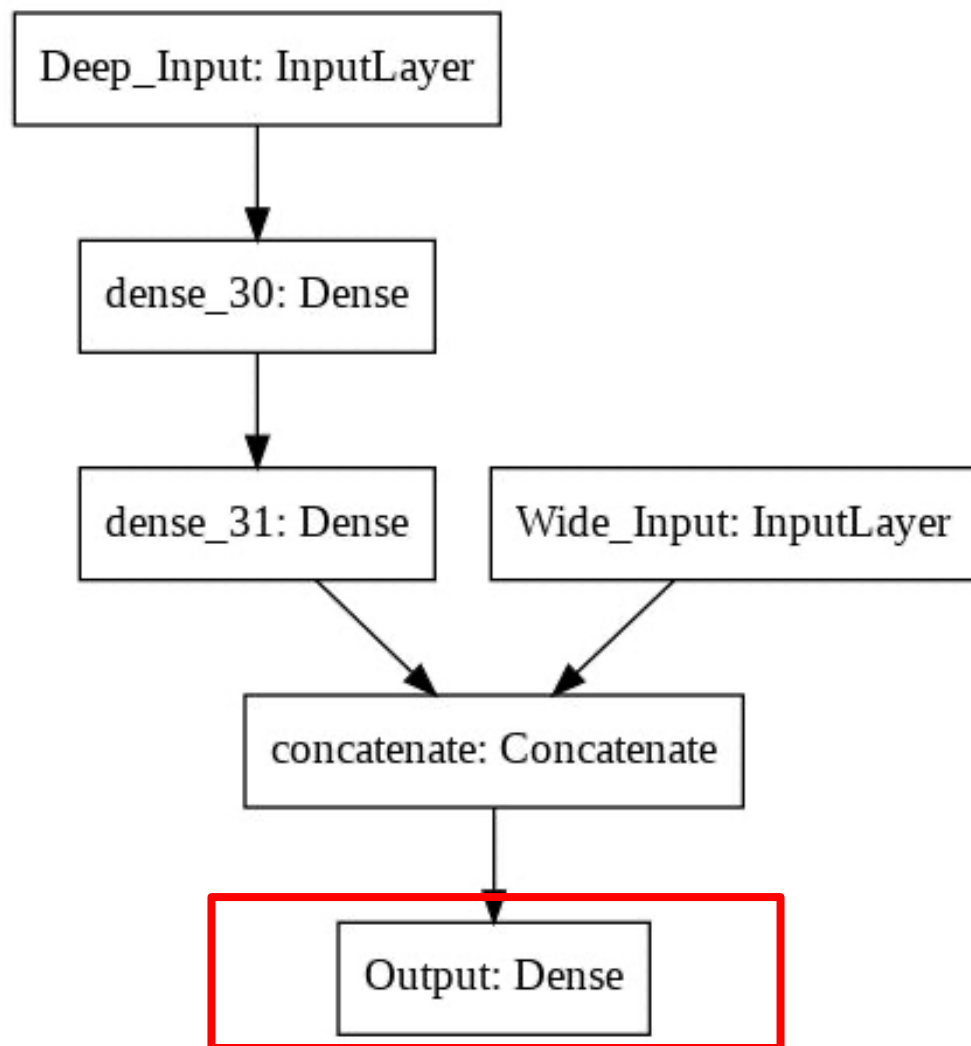 Deep_Input: InputLayer
dense_30: Dense
dense_31: Dense
Wide_Input: InputLayer
concatenate: Concatenate
Output: Dense